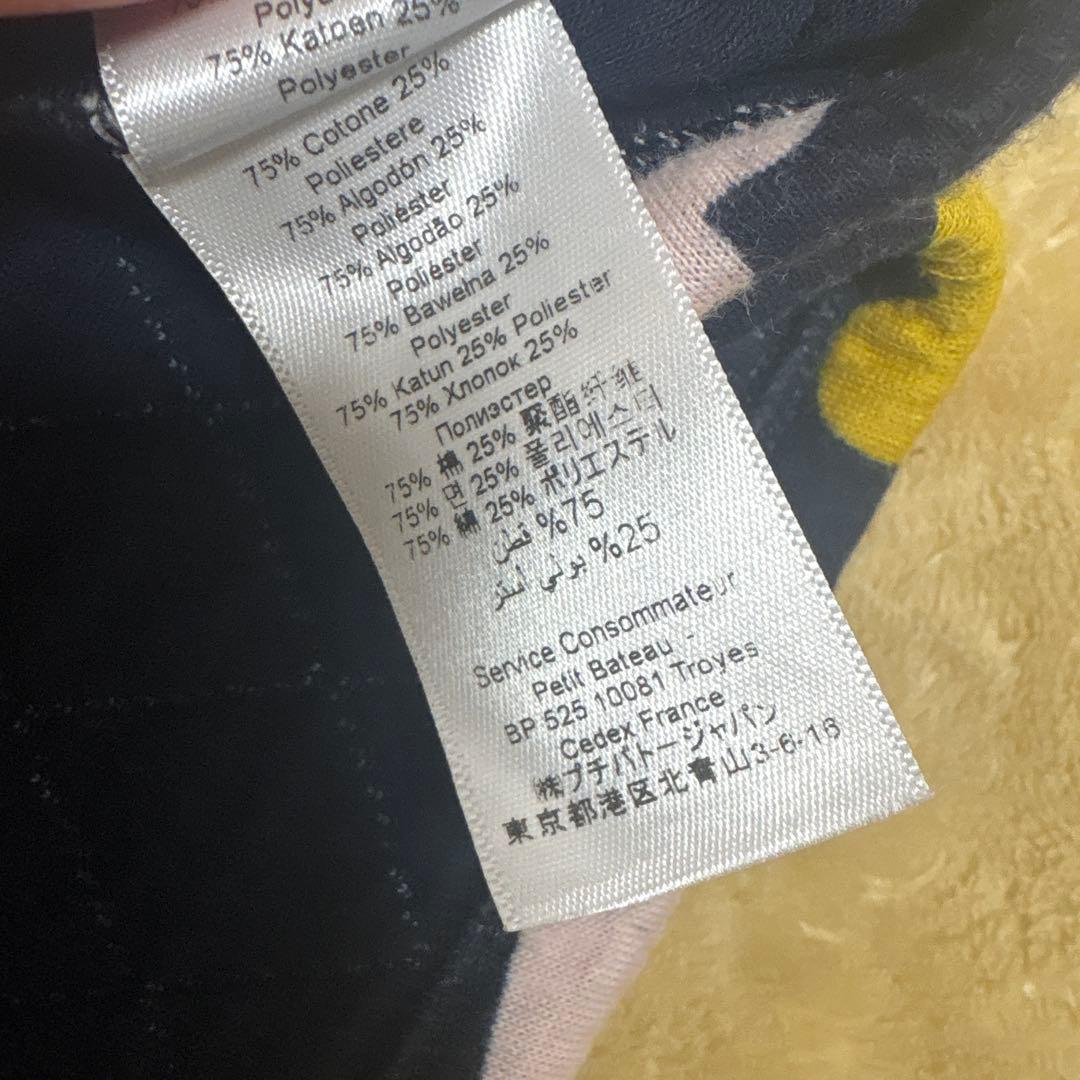 75% Katoen 25%
Polyester
75% Cotone 25%
Poliestere
75% Algodón 25%
Poliéster
75% Algodão 25%
Poliéster
75% Bawełna 25%
Polyester
75% Katun 25% Poliester
75% Хлопок 25%
Полиэстер
75% 棉 25% 聚酯纤维
75% 면 25% 폴리에스터
75% 綿 25% ポリエステル
%75 قطن
%25 بولي استر
Service Consommateur
Petit Bateau -
BP 525 10081 Troyes
Cedex France
㈱プチバトージャパン
東京都港区北青山3-6-16